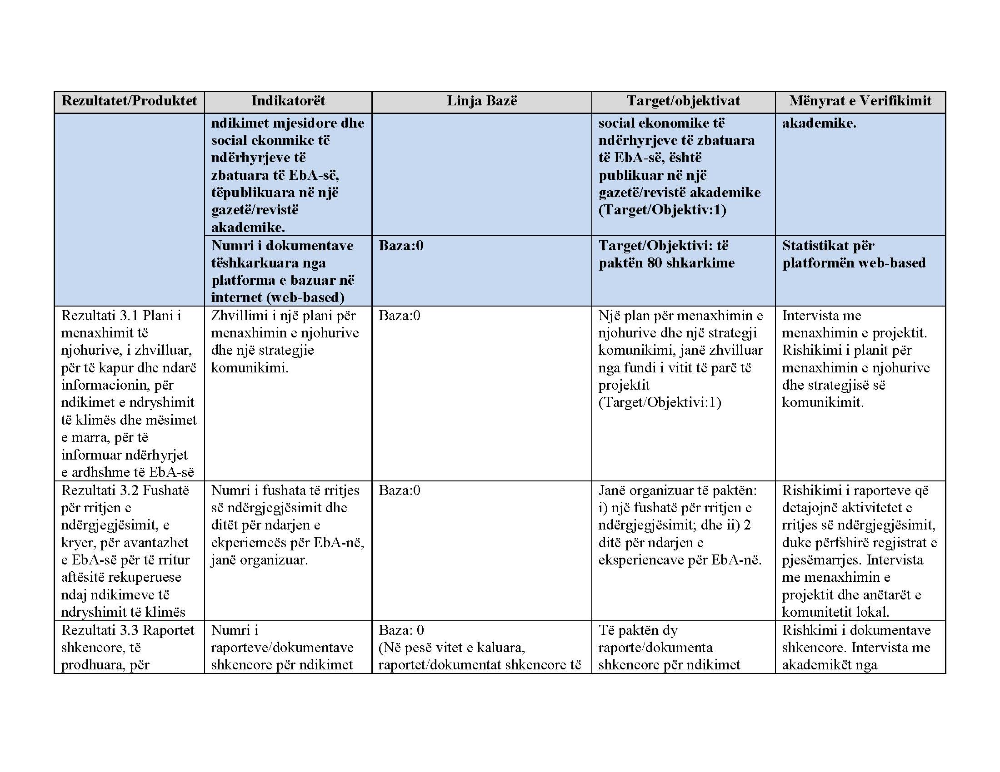 Rezultatet/Produktet
Indikatorët
Linja Bazë
Target/objektivat
Mënyrat e Verifikimit
ndikimet mjesidore dhe
social ekonmike të
ndërhyrjeve të
zbatuara të EbA-së,
tëpublikuara në një
gazetë/revistë
akademike.
social ekonomike të
ndërhyrjeve të zbatuara
të EbA-së, është
publikuar në një
gazetë/revistë akademike
(Target/Objektiv:1)
akademike.
Numri i dokumentave
tëshkarkuara nga
platforma e bazuar në
internet (web-based)
Baza:0
Target/Objektivi: të
paktën 80 shkarkime
Statistikat për
platformën web-based
Rezultati 3.1 Plani i
menaxhimit të
njohurive, i zhvilluar,
për të kapur dhe ndarë
informacionin, për
ndikimet e ndryshimit
të klimës dhe mësimet
e marra, për të
informuar ndërhyrjet
e ardhshme të EbA-së
Zhvillimi i një plani për
menaxhimin e njohurive
dhe një strategjie
komunikimi.
Baza:0
Një plan për menaxhimin e
njohurive dhe një strategji
komunikimi, janë zhvilluar
nga fundi i vitit të parë të
projektit
(Target/Objektivi:1)
Intervista me
menaxhimin e projektit.
Rishikimi i planit për
menaxhimin e njohurive
dhe strategjisë së
komunikimit.
Rezultati 3.2 Fushatë
për rritjen e
ndërgjegjësimit, e
kryer, për avantazhet
e EbA-së për të rritur
aftësitë rekuperuese
ndaj ndikimeve të
ndryshimit të klimës
Numri i fushata të rritjes
së ndërgjegjësimit dhe
ditët për ndarjen e
ekperiemcës për EbA-në,
janë organizuar.
Baza:0
Janë organizuar të paktën:
i) një fushatë për rritjen e
ndërgjegjësimit; dhe ii) 2
ditë për ndarjen e
eksperiencave për EbA-në.
Rishikimi i raporteve që
detajojnë aktivitetet e
rritjes së ndërgjegjësimit,
duke përfshirë regjistrat e
pjesëmarrjes. Intervista
me menaxhimin e
projektit dhe anëtarët e
komunitetit lokal.
Rezultati 3.3 Raportet
shkencore, të
prodhuara, për
Numri i
raporteve/dokumentave
shkencore për ndikimet
Baza: 0
(Në pesë vitet e kaluara,
raportet/dokumentat shkencore të
Të paktën dy
raporte/dokumenta
shkencore për ndikimet
Rishkimi i dokumentave
shkencore. Intervista me
akademikët nga